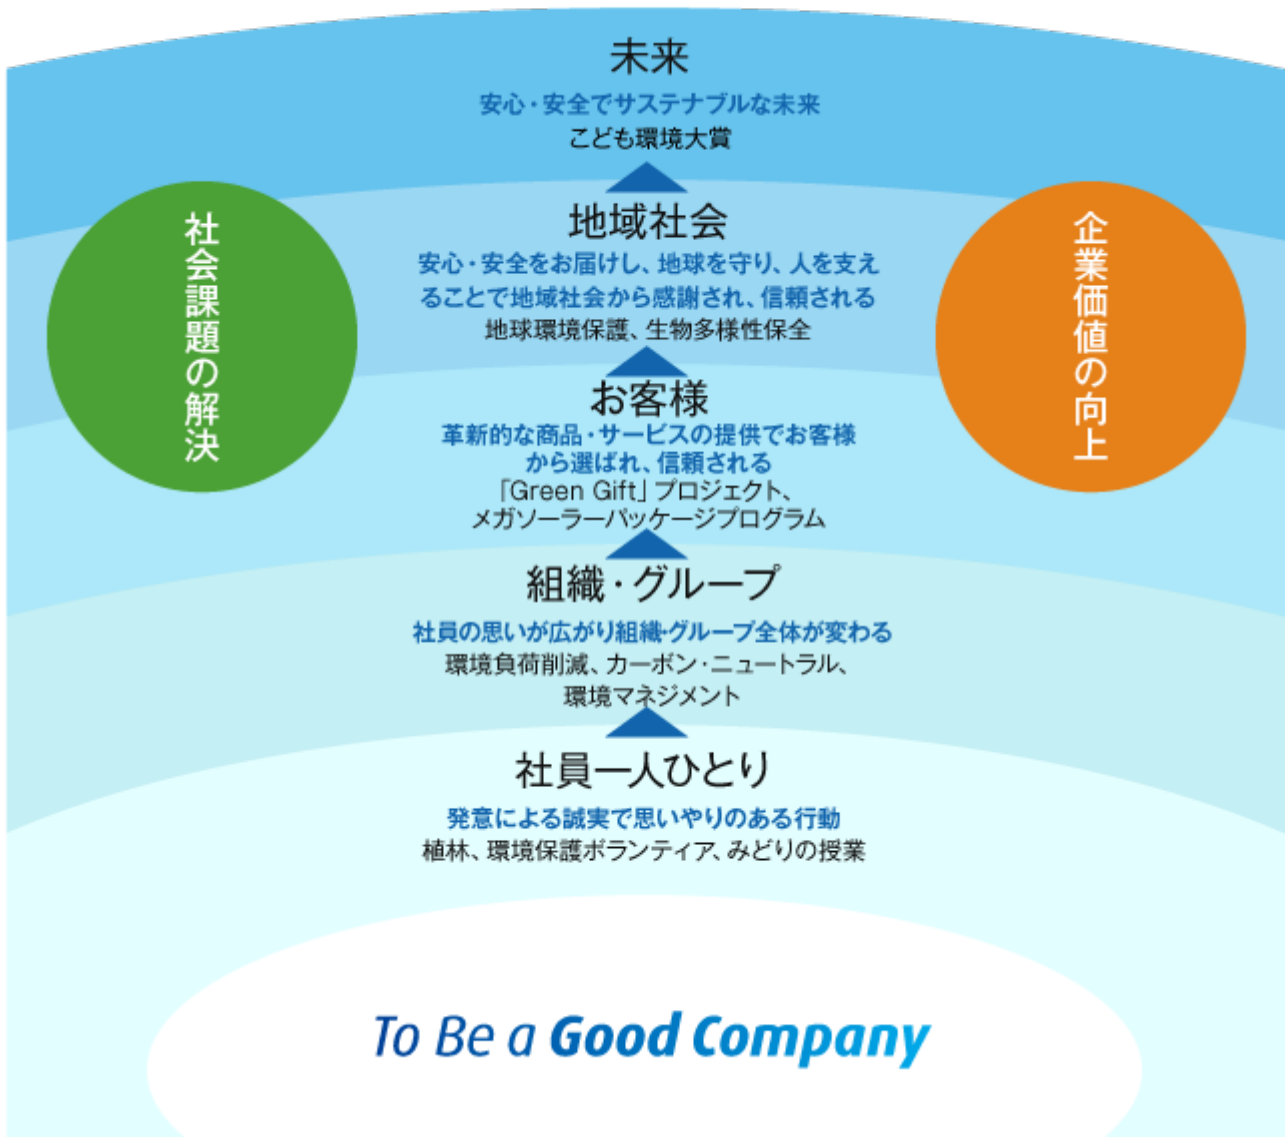 未来
安心・安全でサステナブルな未来
こども環境大賞
社会課題の解決
地域社会
安心・安全をお届けし、地球を守り、人を支え
ることで地域社会から感謝され、信頼される
地球環境保護、生物多様性保全
企業価値の向上
お客様
革新的な商品・サービスの提供でお客様
から選ばれ、信頼される
「Green Gift」プロジェクト、
メガソーラーパッケージプログラム
組織・グループ
社員の思いが広がり組織・グループ全体が変わる
環境負荷削減、カーボン・ニュートラル、
環境マネジメント
社員一人ひとり
発意による誠実で思いやりのある行動
植林、環境保護ボランティア、みどりの授業
To Be a Good Company